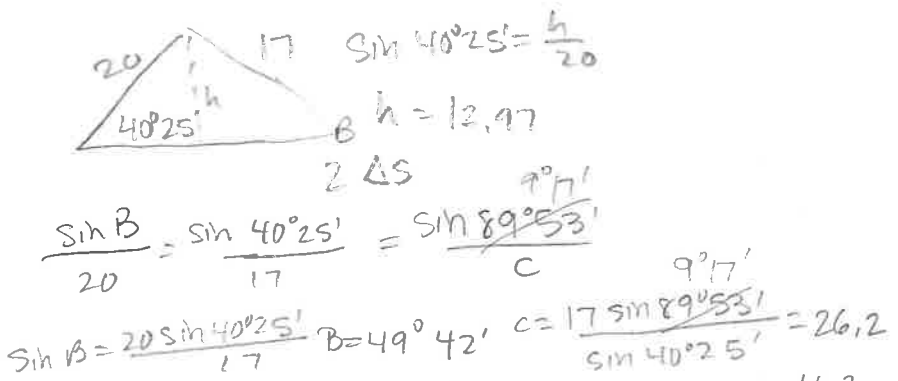 20 17 sin 40°25' = h/20
h
40°25' B h = 12.97
2 Δs
9°17'
sin B/20 = sin 40°25'/17 = sin 89°53'/c
9°17'
sin B = 20 sin 40°25'/17 B = 49° 42' c = 17 sin 89°53'/sin 40°25' = 26.2